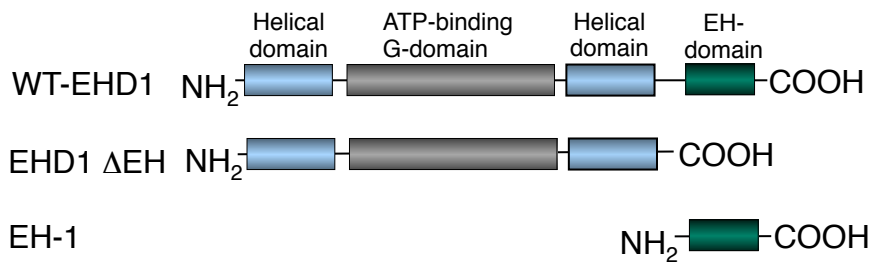 Helical domain ATP-binding G-domain Helical domain EH-domain
WT-EHD1 NH2 COOH
EHD1 ΔEH NH2 COOH
EH-1 NH2 COOH